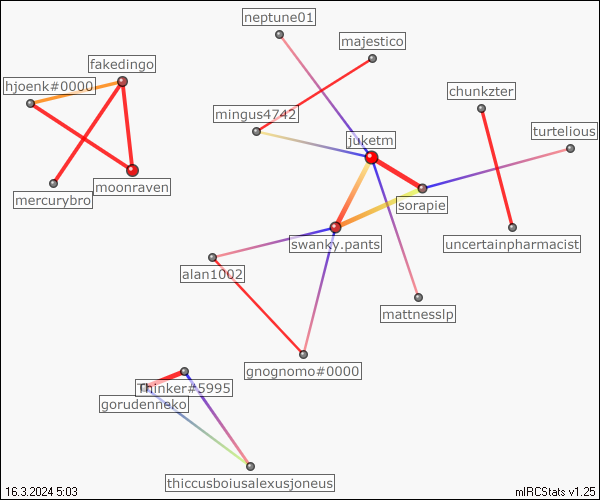 neptune01
majestico
fakedingo
hjoenk#0000
chunkzter
mingus4742
turtelious
juketm
moonraven
mercurybro
sorapie
swanky.pants
uncertainpharmacist
alan1002
mattnesslp
gnognomo#0000
Thinker#5995
gorudenneko
thiccusboiusalexusjoneus
16.3.2024 5:03
mIRCStats v1.25